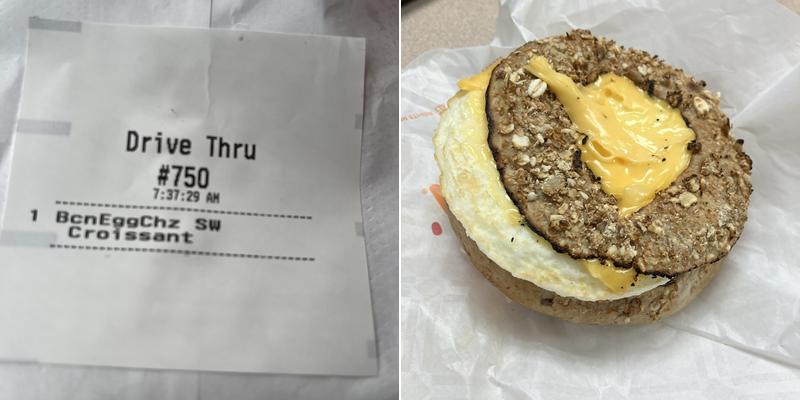 Drive Thru
#750
7:37:29 AM
1 BcnEggChz SW
Croissant